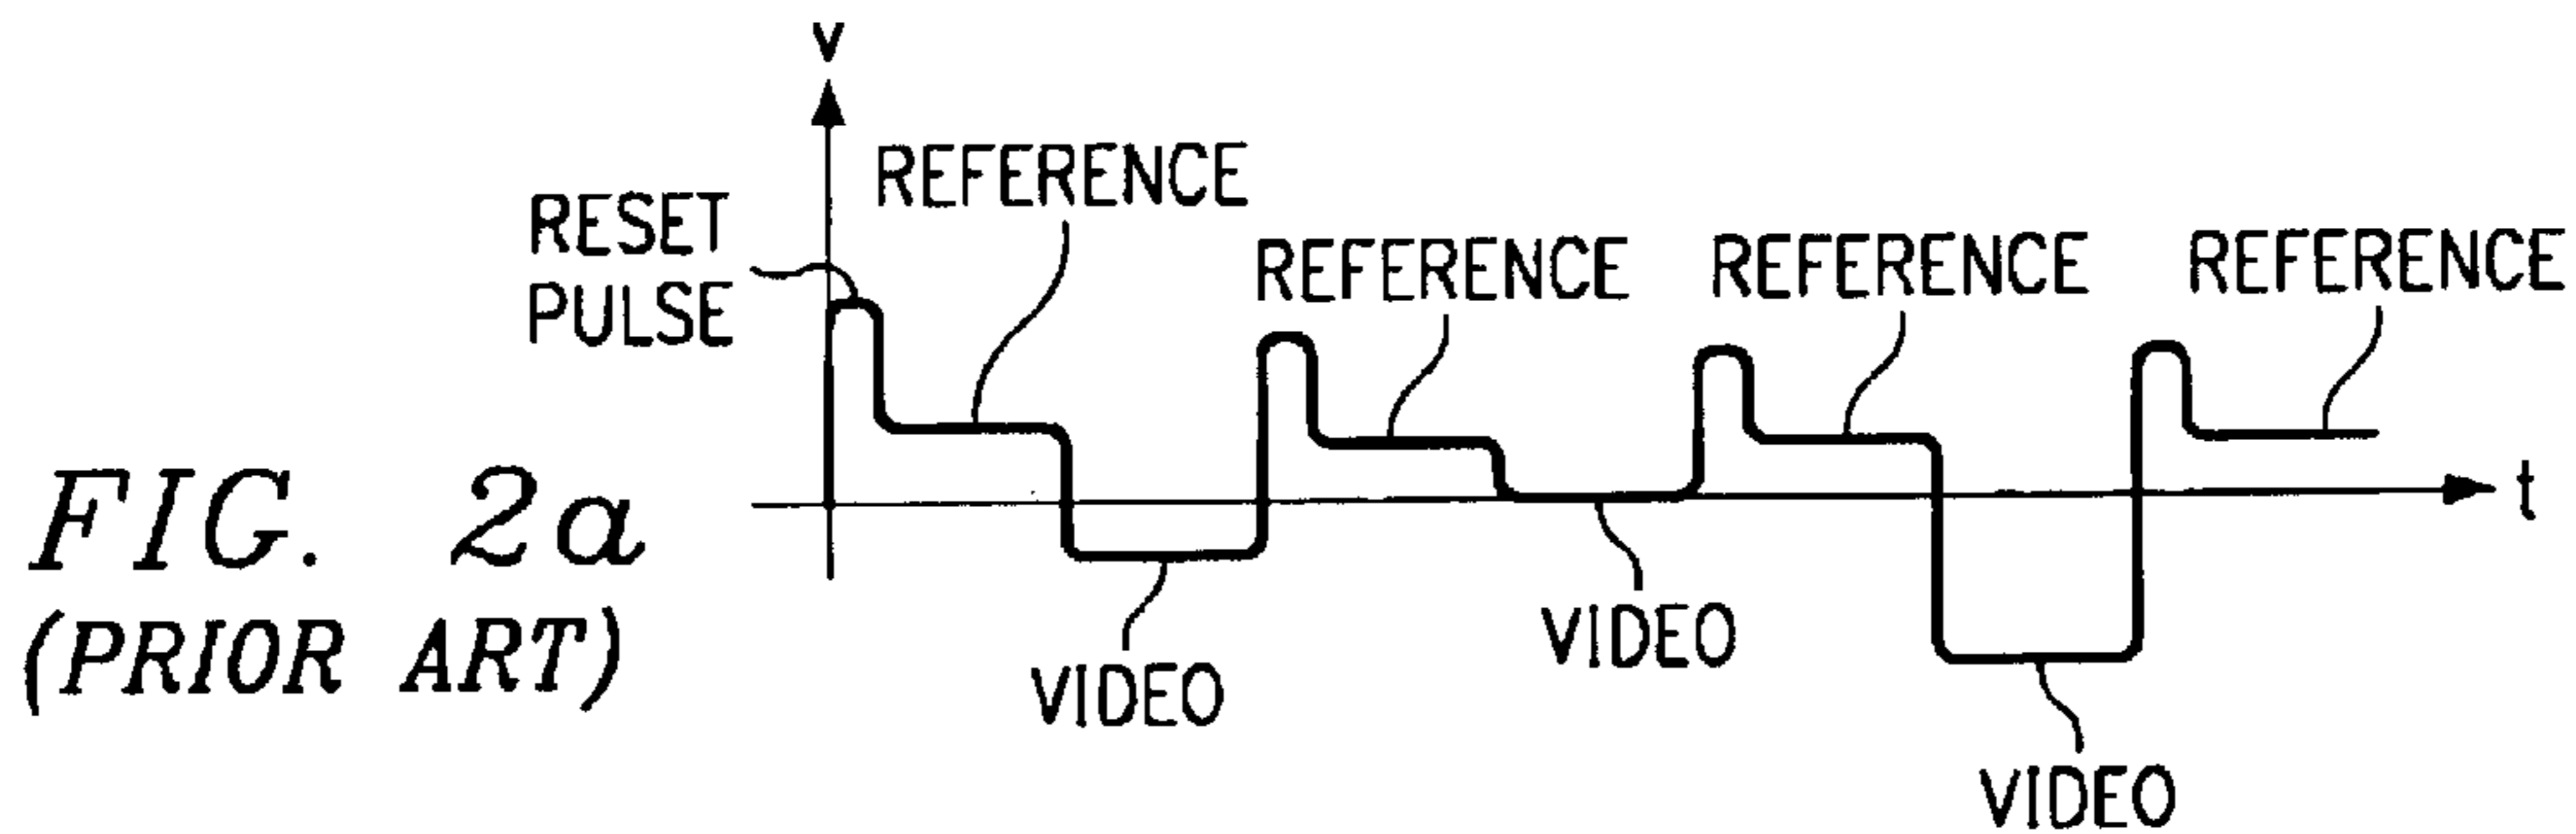 V
REFERENCE
RESET
PULSE
REFERENCE
REFERENCE
REFERENCE
t
FIG. 2a
(PRIOR ART)
VIDEO
VIDEO
VIDEO